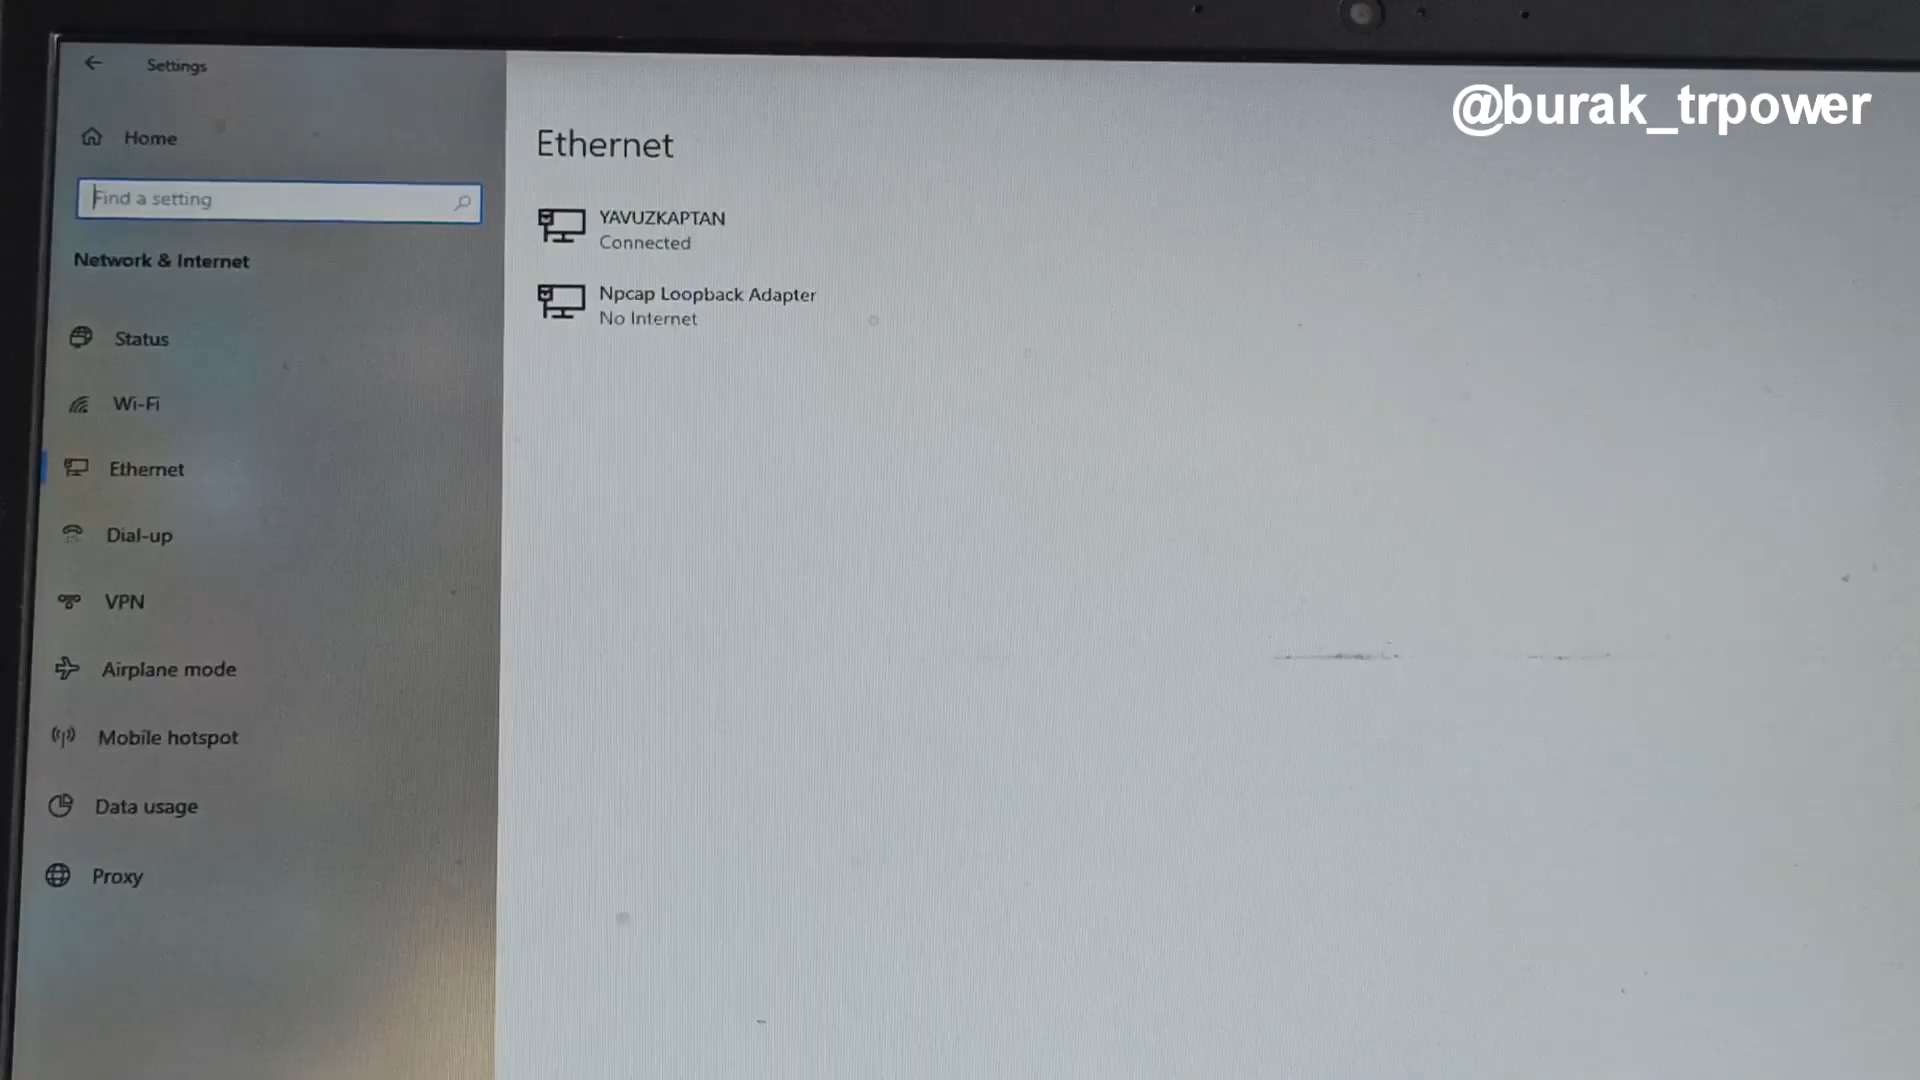 Settings
@burak_trpower
Home
Find a setting
Network & Internet
Status
Wi-Fi
Ethernet
Dial-up
VPN
Airplane mode
Mobile hotspot
Data usage
Proxy
Ethernet
YAVUZKAPTAN
Connected
Npcap Loopback Adapter
No Internet